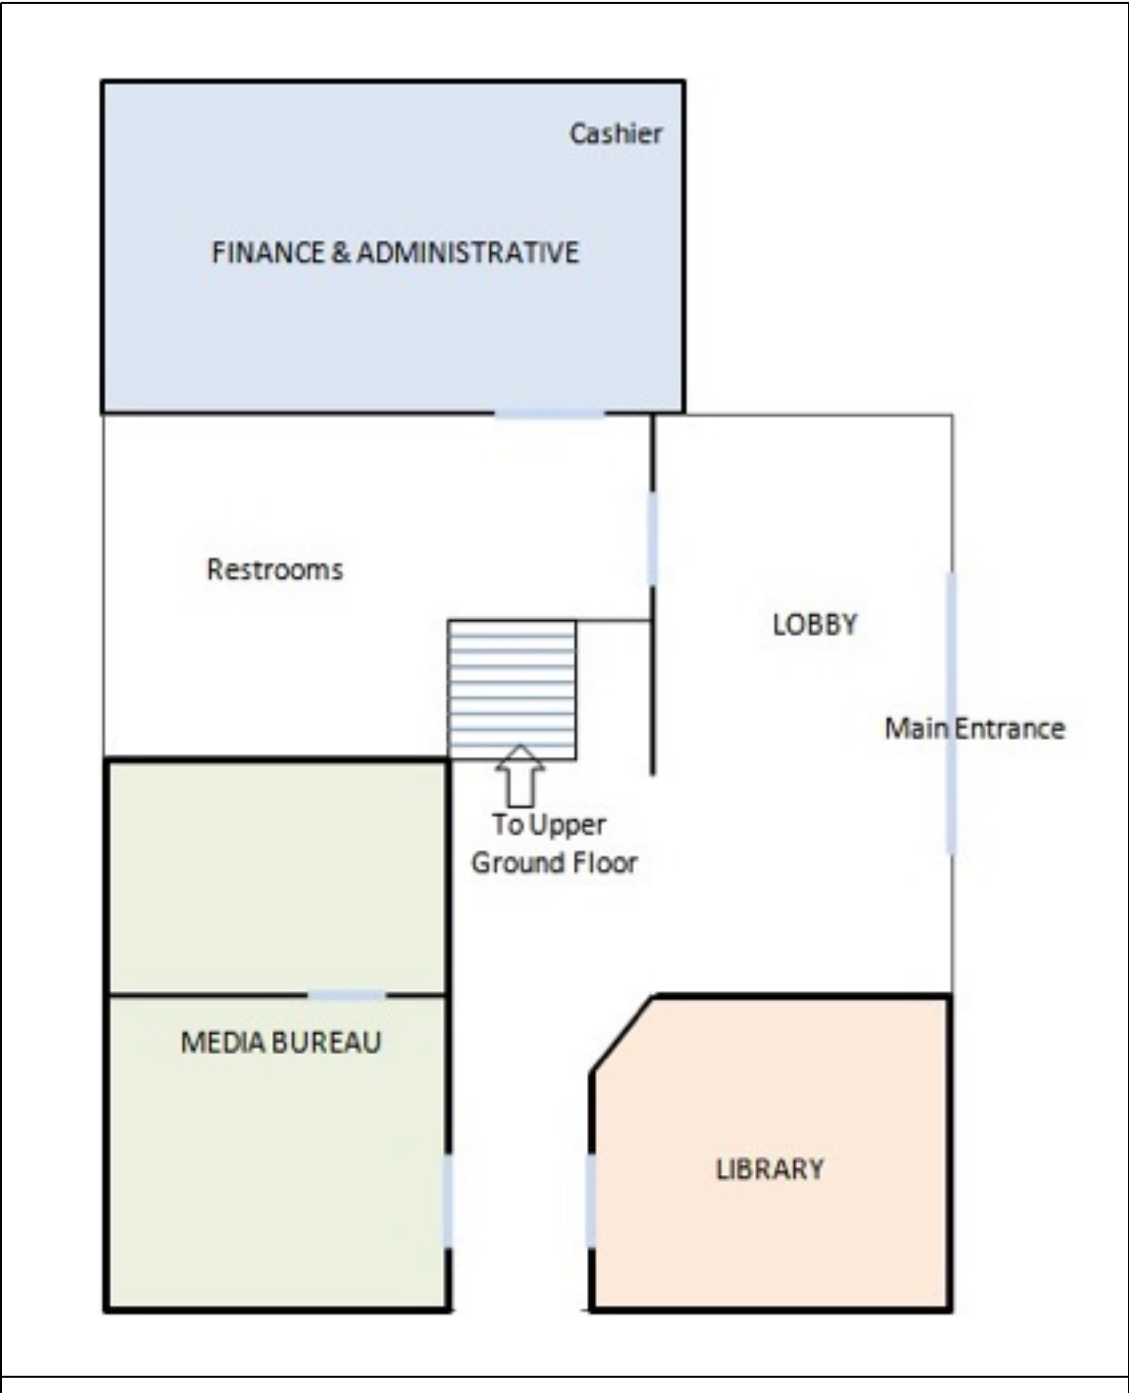 Cashier
FINANCE & ADMINISTRATIVE
Restrooms
LOBBY
Main Entrance
To Upper
Ground Floor
MEDIA BUREAU
LIBRARY